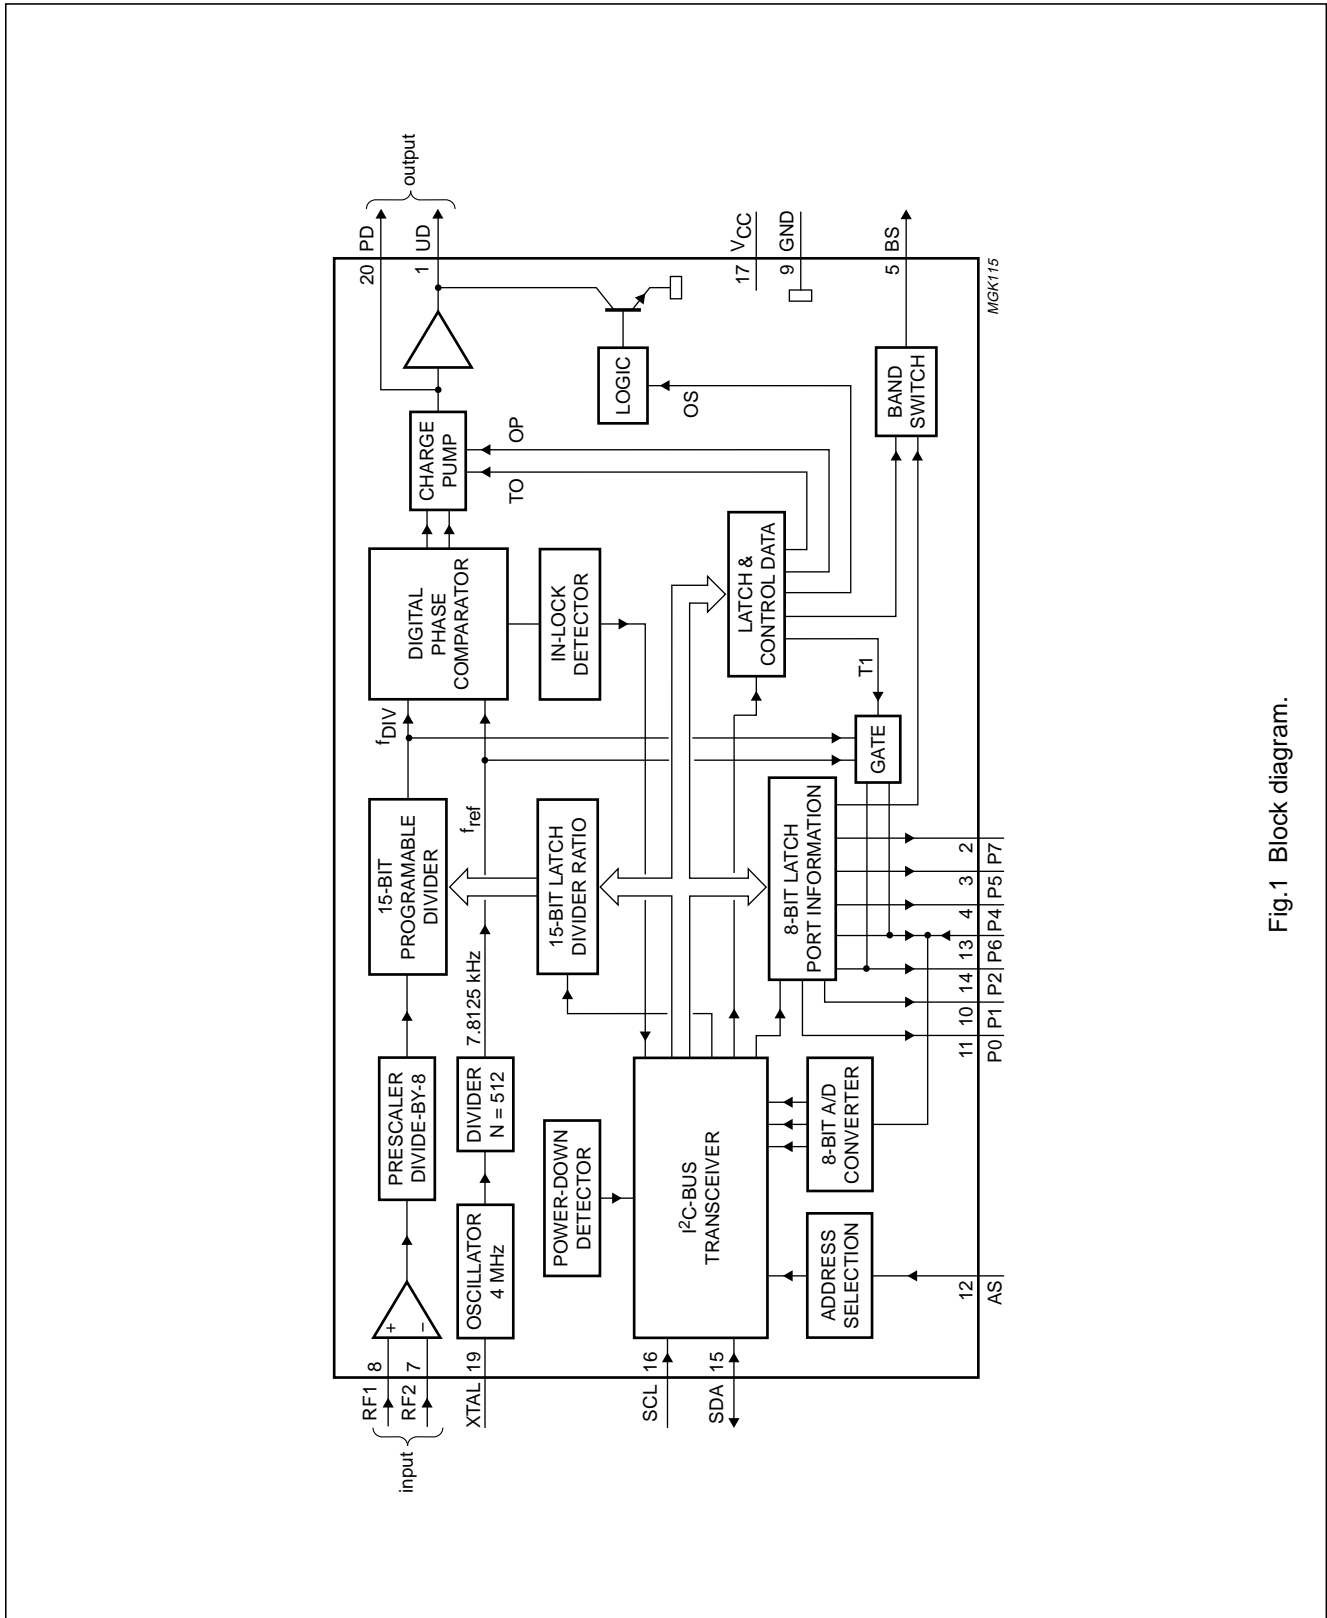 output
20 PD
1 UD
17 VCC
9 GND
5 BS
MGK115
LOGIC
OS
BAND
SWITCH
CHARGE
PUMP
OP
TO
DIGITAL
PHASE
COMPARATOR
IN-LOCK
DETECTOR
LATCH &
CONTROL DATA
T1
GATE
fDIV
fref
15-BIT
PROGRAMABLE
DIVIDER
15-BIT LATCH
DIVIDER RATIO
8-BIT LATCH
PORT INFORMATION
7.8125 kHz
PRESCALER
DIVIDE-BY-8
DIVIDER
N = 512
OSCILLATOR
4 MHz
POWER-DOWN
DETECTOR
I2C-BUS
TRANSCEIVER
8-BIT A/D
CONVERTER
ADDRESS
SELECTION
+
−
input
RF1 8
RF2 7
XTAL 19
SCL 16
SDA 15
12 AS
11 P0
10 P1
14 P2
13 P6
4 P4
3 P5
2 P7
Fig.1 Block diagram.